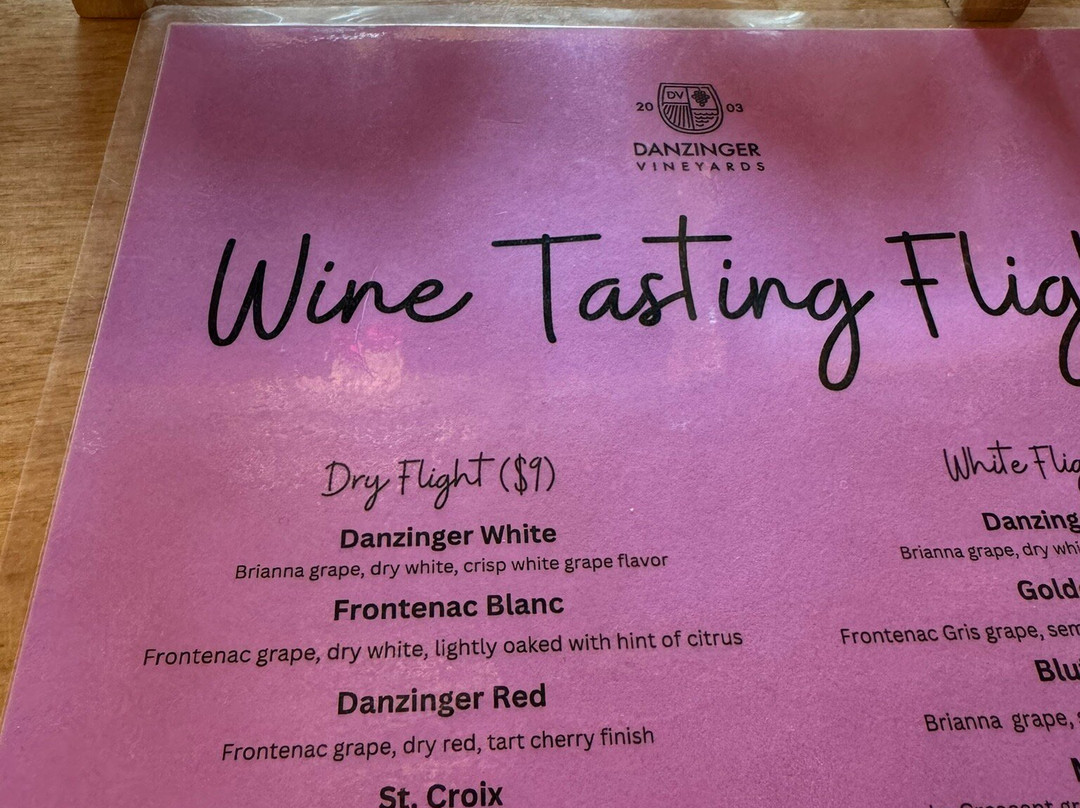 DV
20 03
DANZINGER
VINEYARDS
Wine Tasting Flig
Dry Flight ($9)
Danzinger White
Brianna grape, dry white, crisp white grape flavor
Frontenac Blanc
Frontenac grape, dry white, lightly oaked with hint of citrus
Danzinger Red
Frontenac grape, dry red, tart cherry finish
St. Croix
White Flig
Danzing
Brianna grape, dry whi
Gold
Frontenac Gris grape, sem
Blu
Brianna grape,